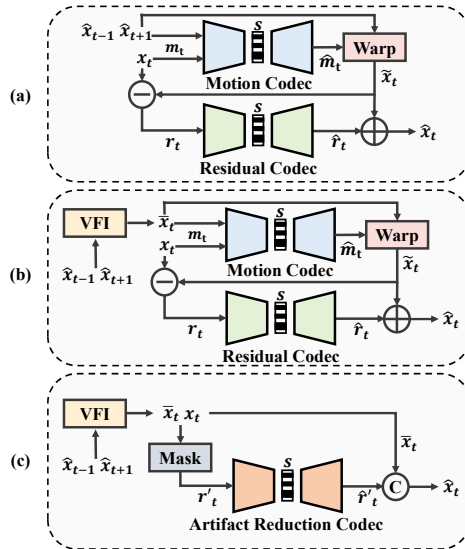 x̂ₜ₋₁ x̂ₜ₊₁
xₜ mₜ
s
m̂ₜ
Warp
Motion Codec
x̃ₜ
(a)
−
s
rₜ
r̂ₜ
x̂ₜ
Residual Codec
VFI
x̄ₜ
mₜ
xₜ
s
m̂ₜ
Warp
x̂ₜ₋₁ x̂ₜ₊₁
Motion Codec
x̃ₜ
(b)
−
s
rₜ
r̂ₜ
x̂ₜ
Residual Codec
VFI
x̄ₜ xₜ
x̄ₜ
(c)
x̂ₜ₋₁ x̂ₜ₊₁
Mask
s
r'ₜ
r̂'ₜ
C
x̂ₜ
Artifact Reduction Codec